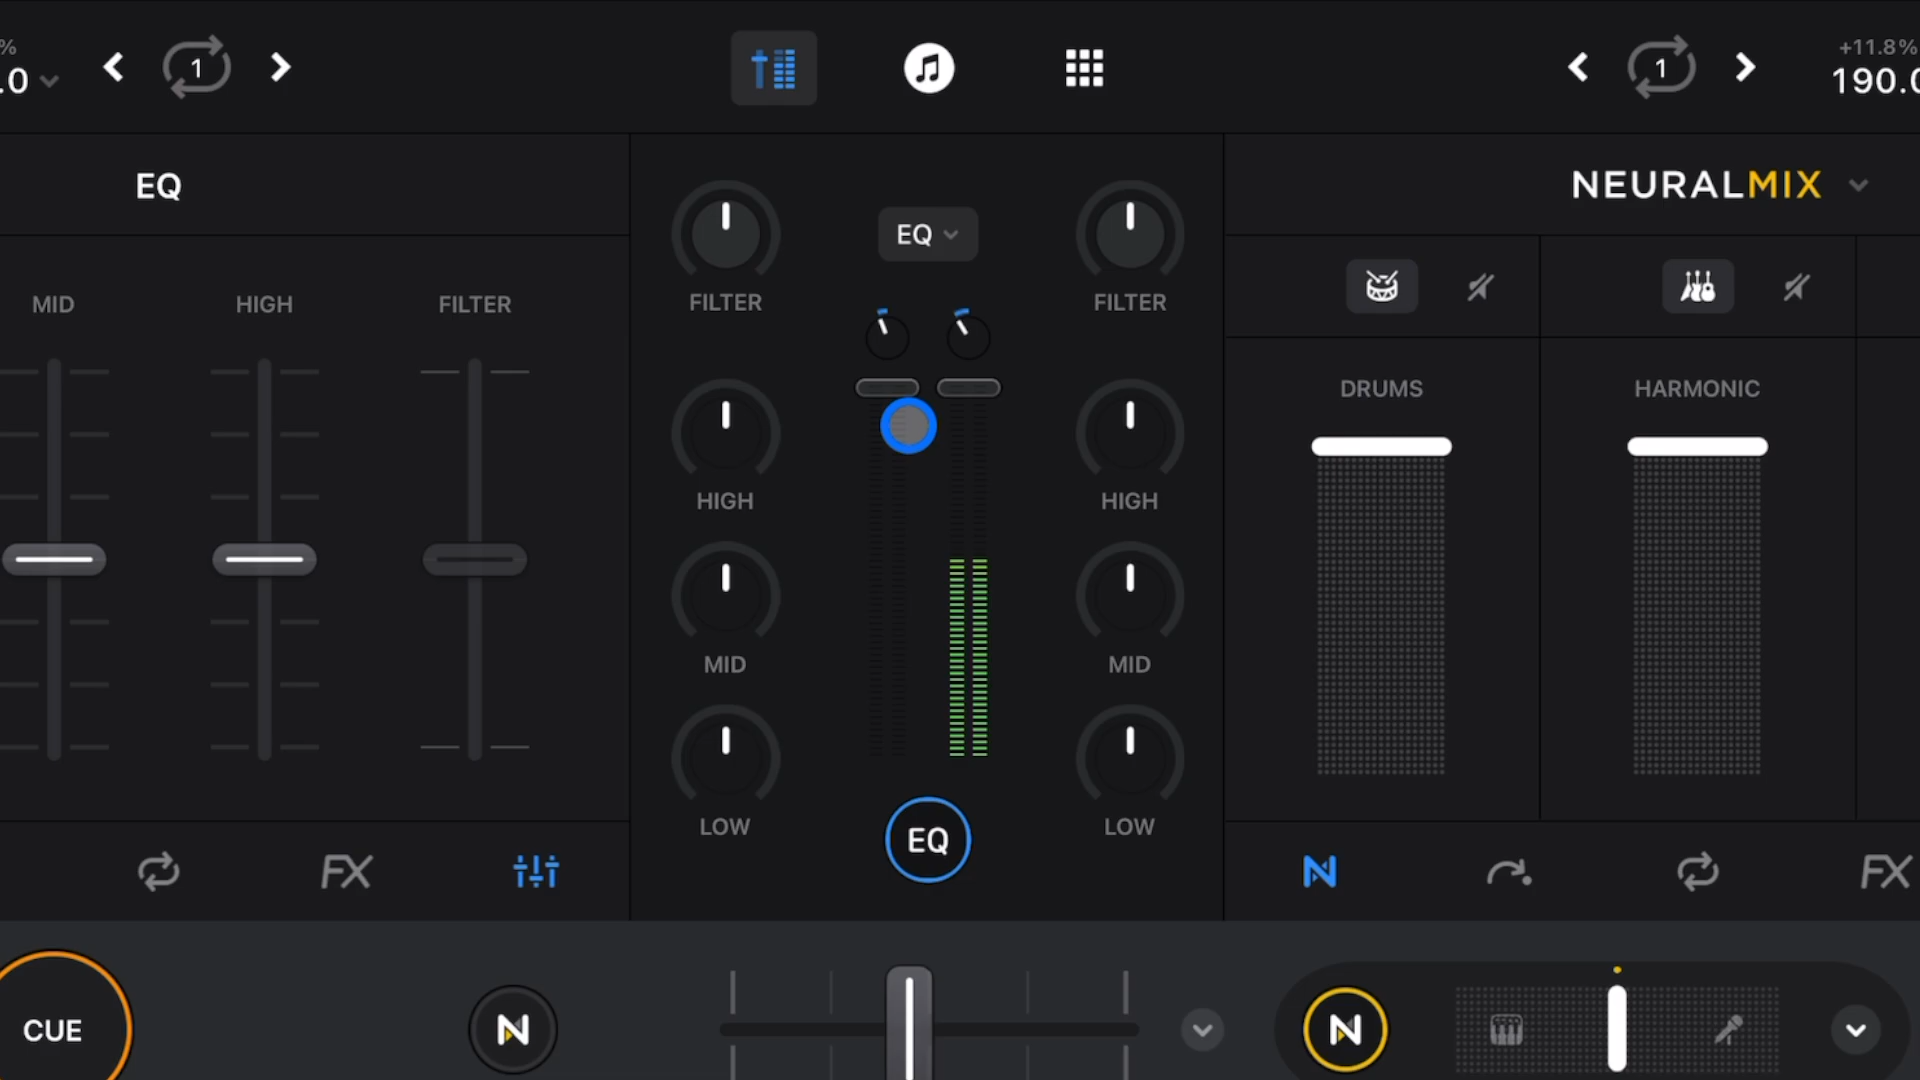 %
.0
1
1
+11.8%
190.0
EQ
EQ
NEURALMIX
MID
HIGH
FILTER
FILTER
FILTER
DRUMS
HARMONIC
HIGH
HIGH
MID
MID
LOW
LOW
EQ
FX
FX
CUE
N
N